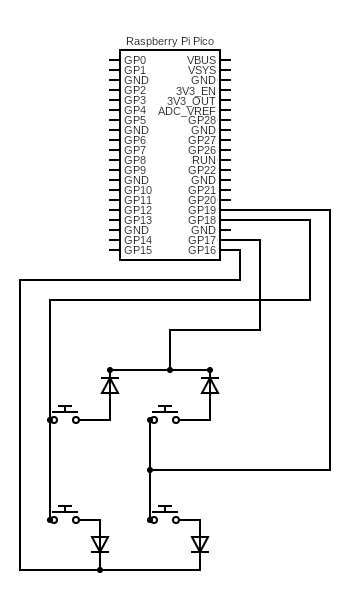 Raspberry Pi Pico
GP0 VBUS
GP1 VSYS
GND GND
GP2 3V3_EN
GP3 3V3_OUT
GP4 ADC_VREF
GP5 GP28
GND GND
GP6 GP27
GP7 GP26
GP8 RUN
GP9 GP22
GND GND
GP10 GP21
GP11 GP20
GP12 GP19
GP13 GP18
GND GND
GP14 GP17
GP15 GP16